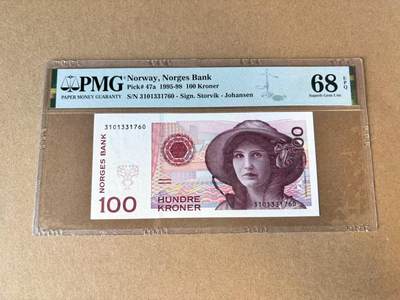 PMG
PAPER MONEY GUARANTY
Norway, Norges Bank
Pick# 47a 1995-98 100 Kroner
S/N 3101331760 - Sign. Storvik - Johansen
68 EPQ
Superb Gem Unc
NORGES BANK
3101331760
100
100
HUNDRE
KRONER
3101331760